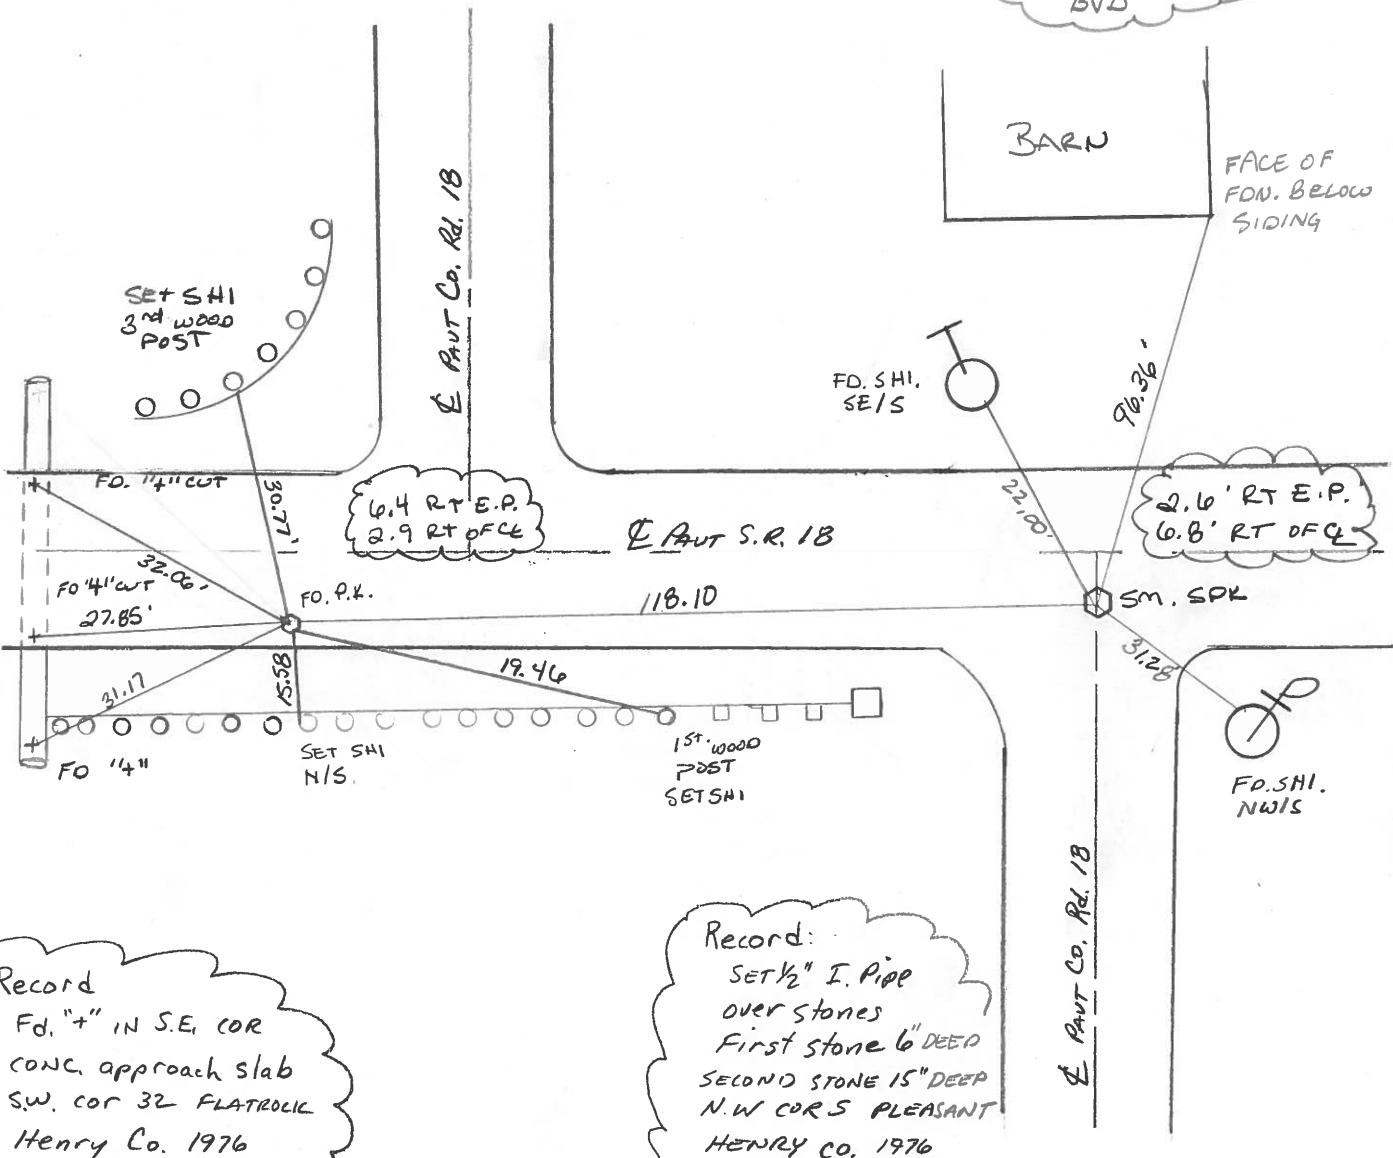 BVD
BARN
FACE OF
FDN. BELOW
SIDING
℄ PAVT Co. Rd. 18
SET SHI
3rd WOOD
POST
FD. SHI.
SE/S
96.36'
FD. "+" CUT
30.77'
6.4 RT E.P.
2.9 RT OF ℄
℄ PAVT S.R. 18
22.00'
2.6' RT E.P.
6.8' RT OF ℄
32.06'
FD "+" CUT
27.85'
FD. P.K.
118.10
SM. SPK
31.28'
31.17
15.58
19.46
FD "+"
SET SHI
N/S.
1ST. WOOD
POST
SET SHI
FD. SHI.
NW/S
℄ PAVT Co. Rd. 18
Record
Fd. "+" IN S.E. COR
CONC. approach slab
S.W. cor 32 FLATROCK
Henry Co. 1976
Record:
SET 1/2" I. Pipe
over stones
First stone 6" DEEP
SECOND STONE 15" DEEP
N.W COR 5 PLEASANT
HENRY CO. 1976